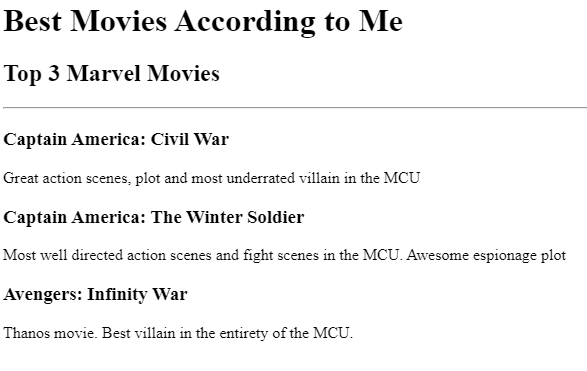 Best Movies According to Me
Top 3 Marvel Movies
Captain America: Civil War
Great action scenes, plot and most underrated villain in the MCU
Captain America: The Winter Soldier
Most well directed action scenes and fight scenes in the MCU. Awesome espionage plot
Avengers: Infinity War
Thanos movie. Best villain in the entirety of the MCU.